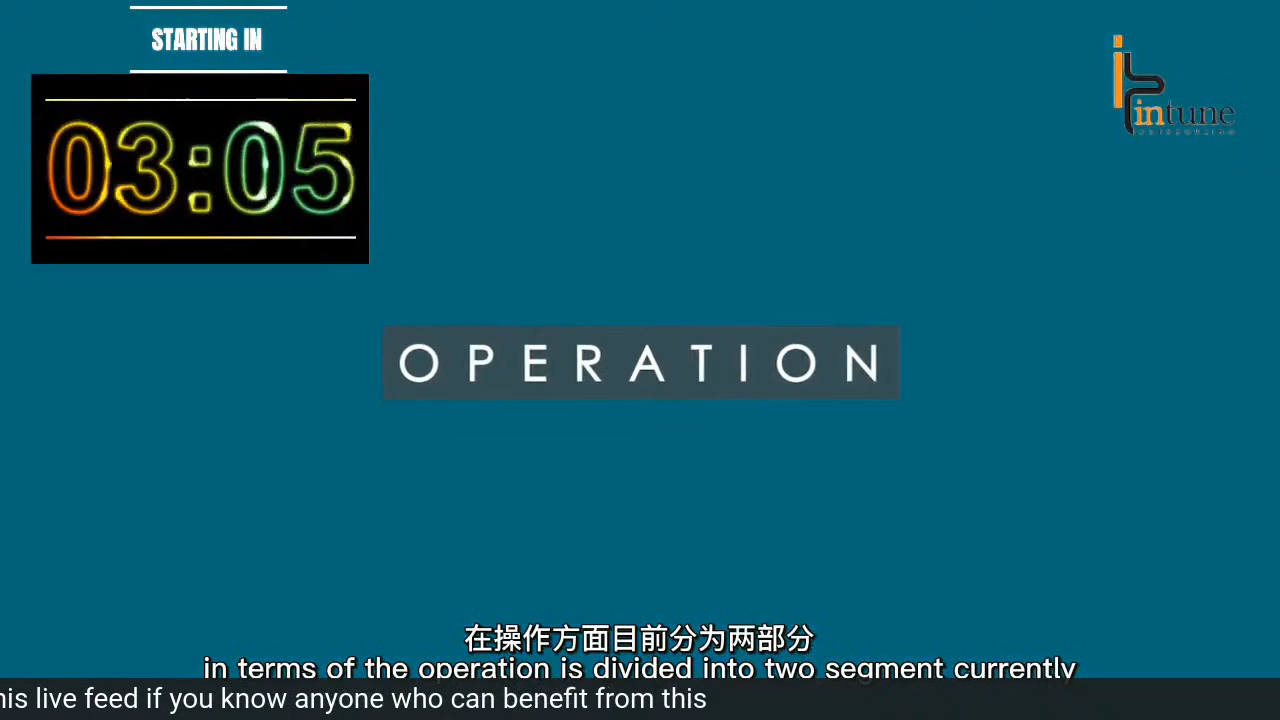 STARTING IN
03:05
intune
OPERATION
在操作方面目前分为两部分
in terms of the operation is divided into two segment currently
his live feed if you know anyone who can benefit from this